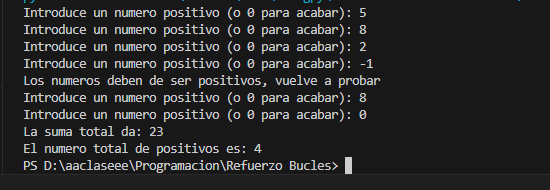 Introduce un numero positivo (o 0 para acabar): 5
Introduce un numero positivo (o 0 para acabar): 8
Introduce un numero positivo (o 0 para acabar): 2
Introduce un numero positivo (o 0 para acabar): -1
Los numeros deben de ser positivos, vuelve a probar
Introduce un numero positivo (o 0 para acabar): 8
Introduce un numero positivo (o 0 para acabar): 0
La suma total da: 23
El numero total de positivos es: 4
PS D:\aaclaseee\Programacion\Refuerzo Bucles>